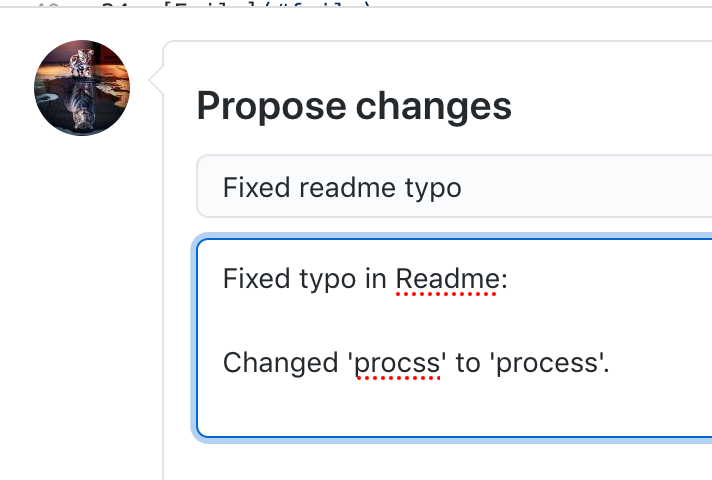 Propose changes
Fixed readme typo
Fixed typo in Readme:
Changed 'procss' to 'process'.